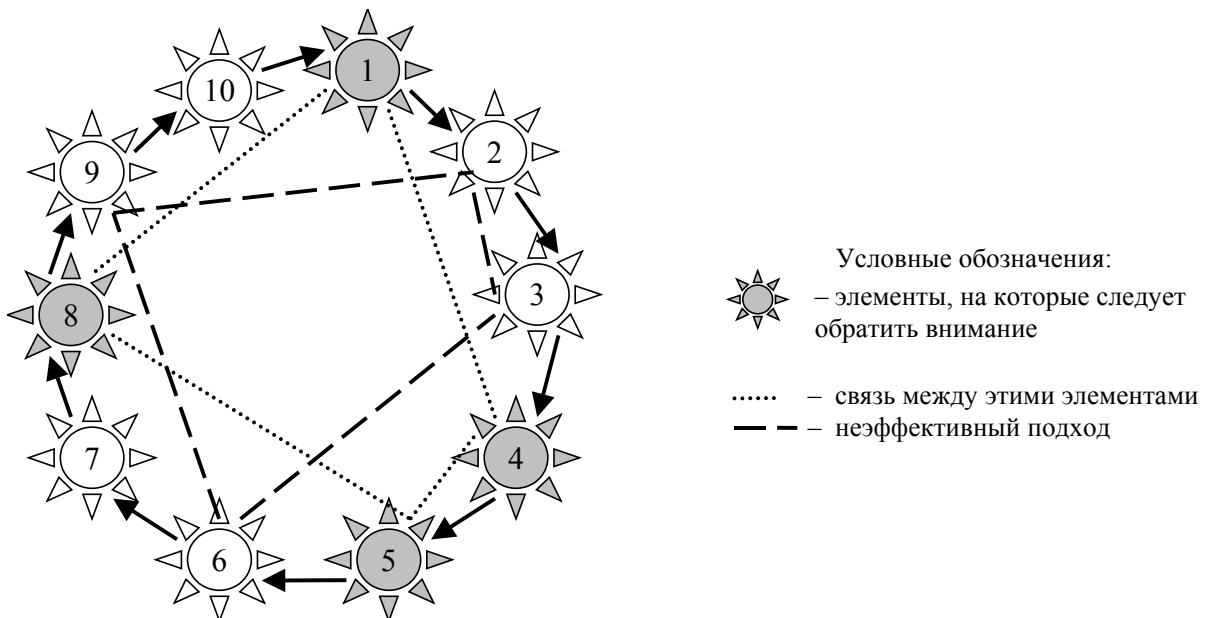 1
2
3
4
5
6
7
8
9
10
Условные обозначения:
– элементы, на которые следует
обратить внимание
– связь между этими элементами
– неэффективный подход